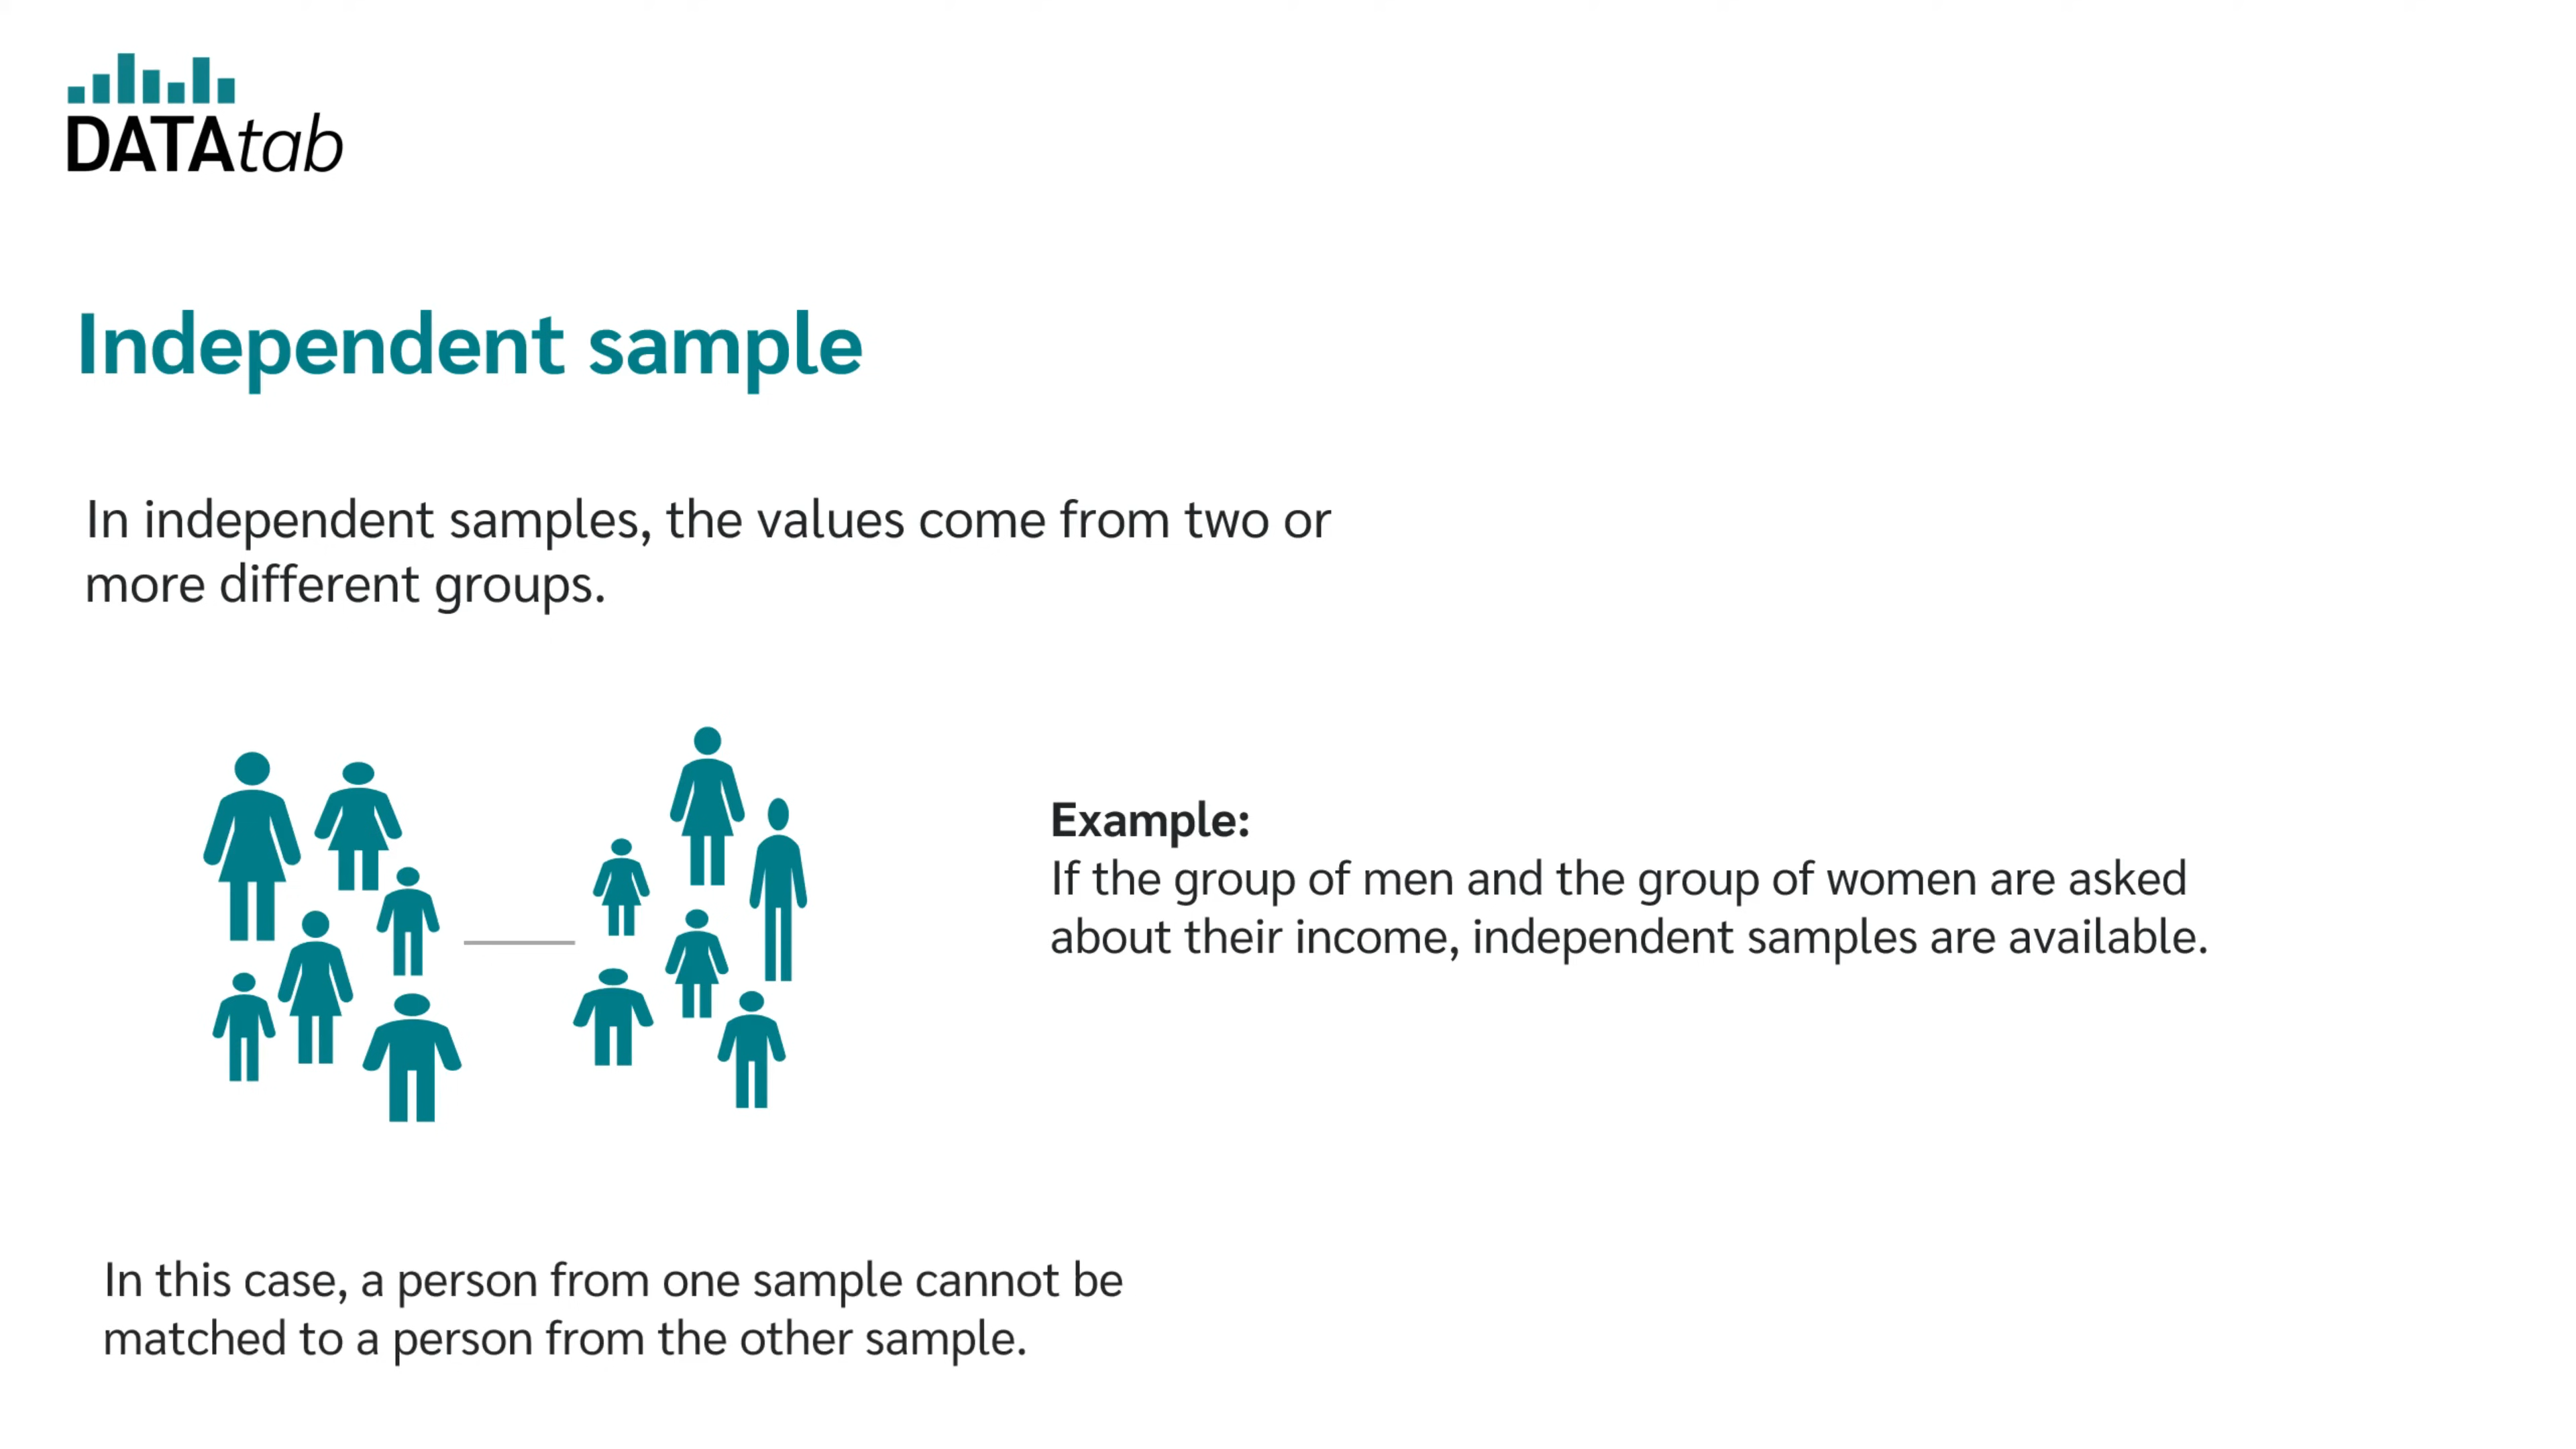 DATAtab
Independent sample
In independent samples, the values come from two or
more different groups.
Example:
If the group of men and the group of women are asked
about their income, independent samples are available.
In this case, a person from one sample cannot be
matched to a person from the other sample.